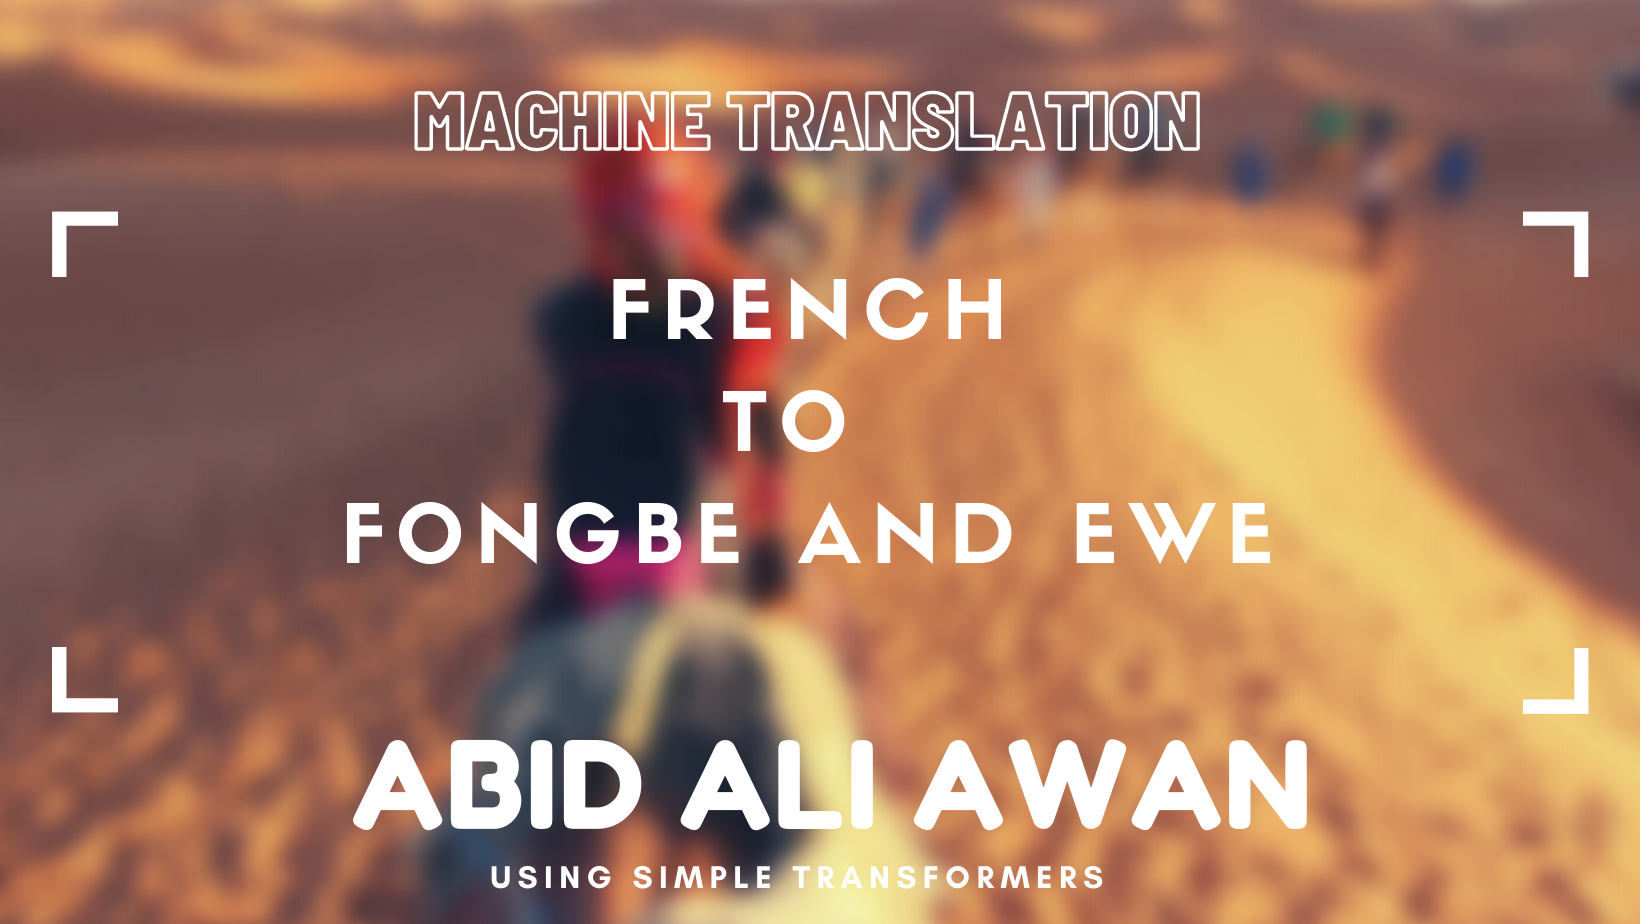 MACHINE TRANSLATION
FRENCH
TO
FONGBE AND EWE
ABID ALI AWAN
USING SIMPLE TRANSFORMERS